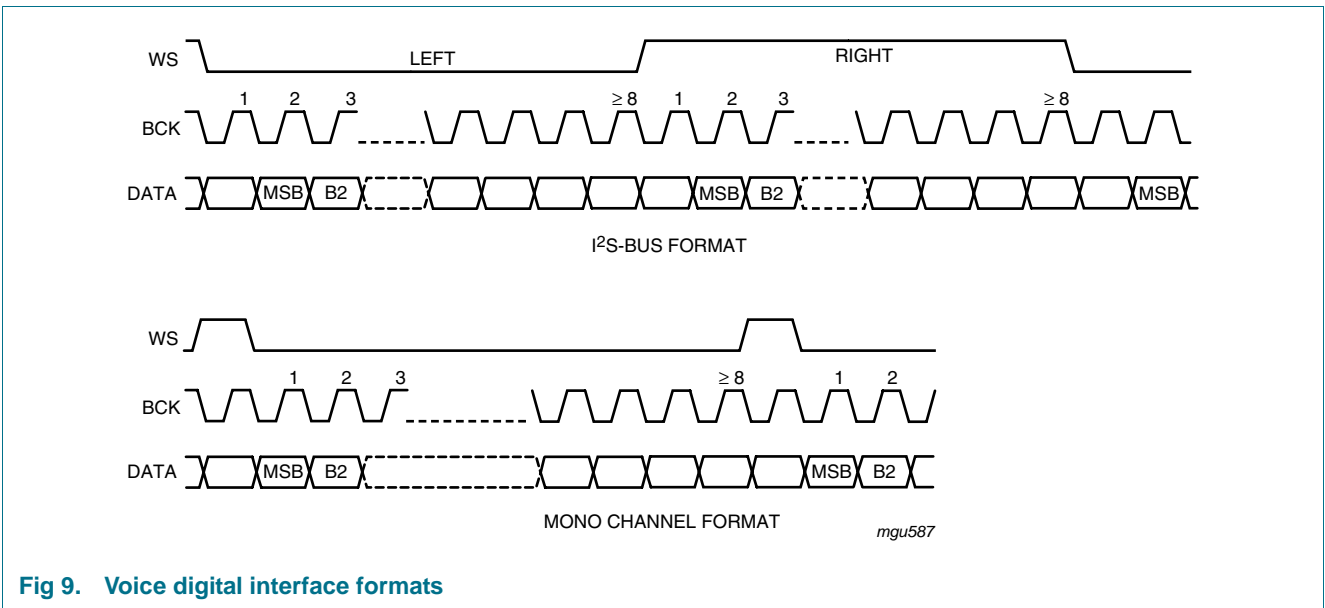 WS LEFT RIGHT
BCK 1 2 3 ≥ 8 1 2 3 ≥ 8
DATA MSB B2 MSB B2 MSB
I²S-BUS FORMAT
WS
BCK 1 2 3 ≥ 8 1 2
DATA MSB B2 MSB B2
MONO CHANNEL FORMAT
mgu587
Fig 9. Voice digital interface formats